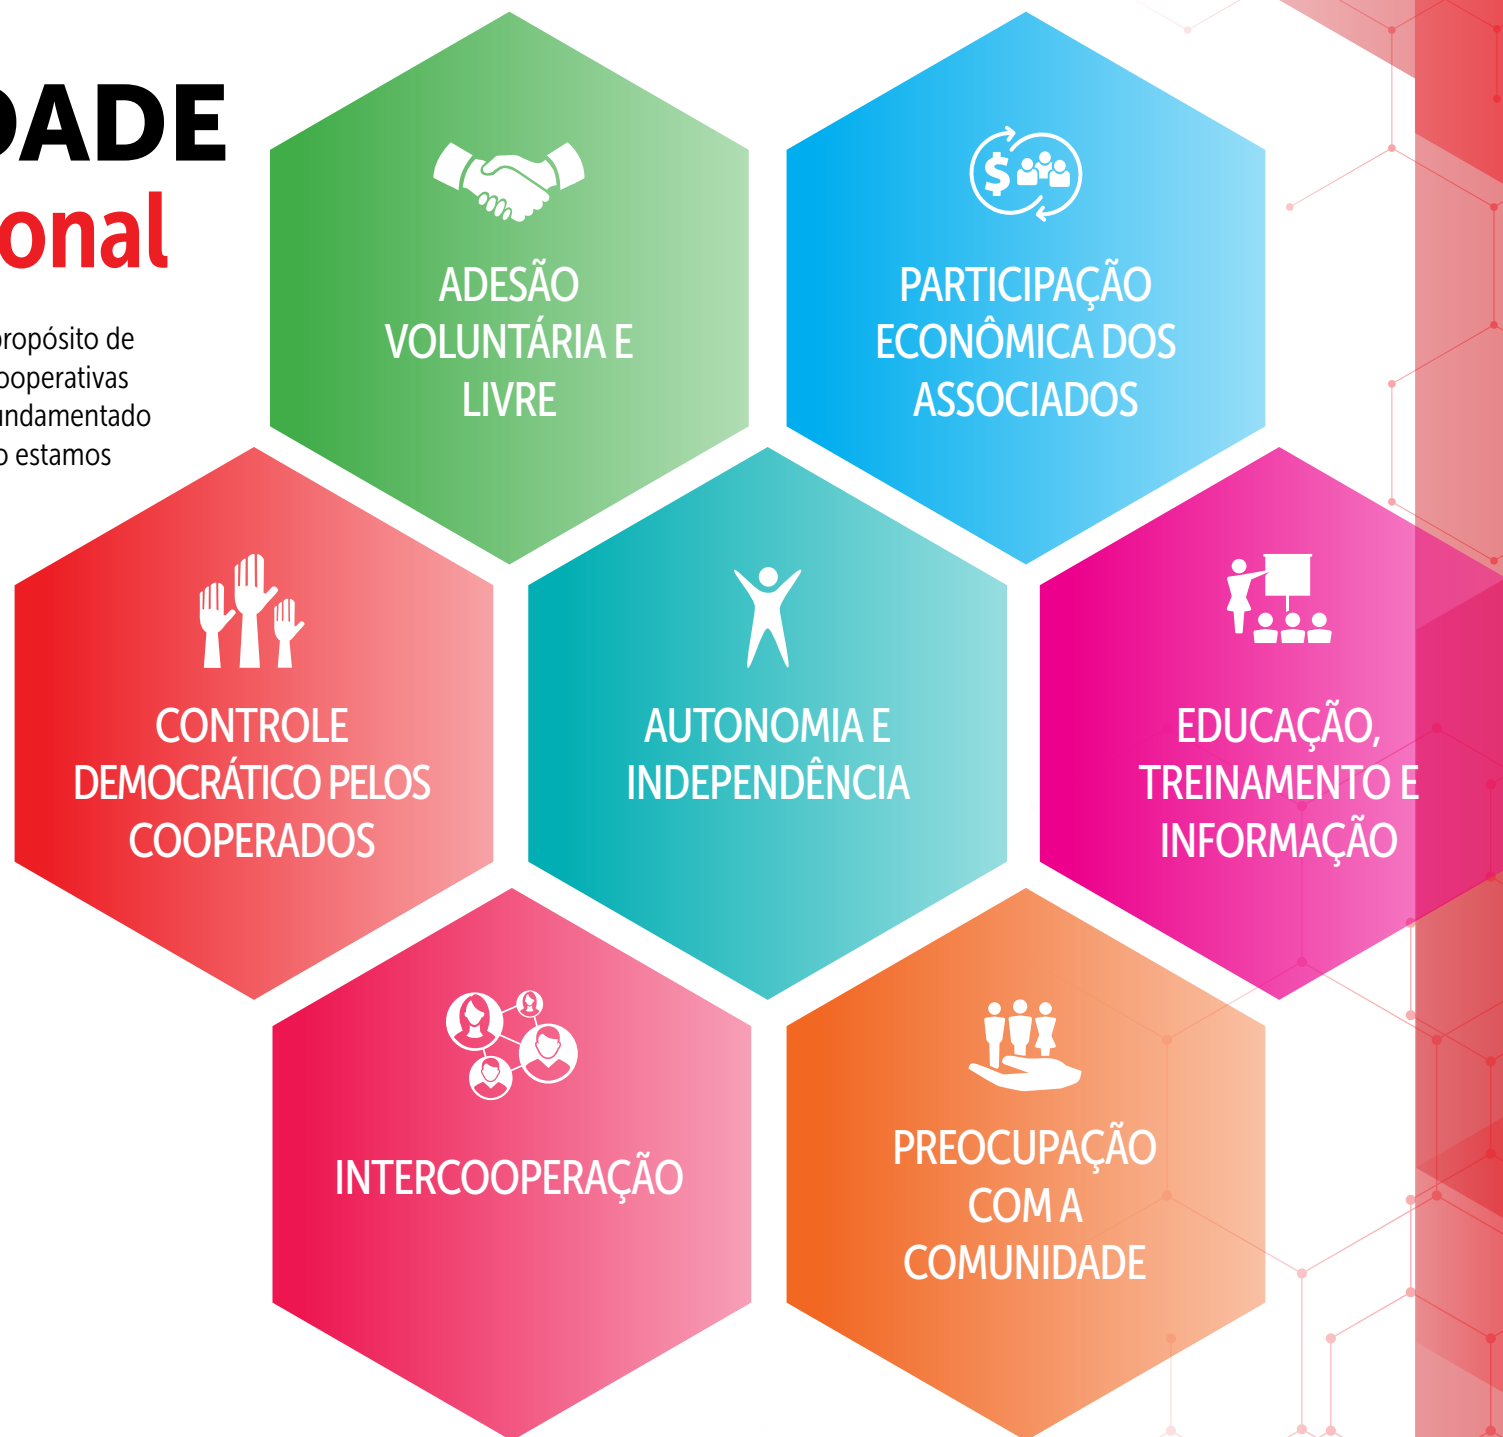 DADE
onal
propósito de
ooperativas
undamentado
o estamos
ADESÃO
VOLUNTÁRIA E
LIVRE
PARTICIPAÇÃO
ECONÔMICA DOS
ASSOCIADOS
CONTROLE
DEMOCRÁTICO PELOS
COOPERADOS
AUTONOMIA E
INDEPENDÊNCIA
EDUCAÇÃO,
TREINAMENTO E
INFORMAÇÃO
INTERCOOPERAÇÃO
PREOCUPAÇÃO
COM A
COMUNIDADE